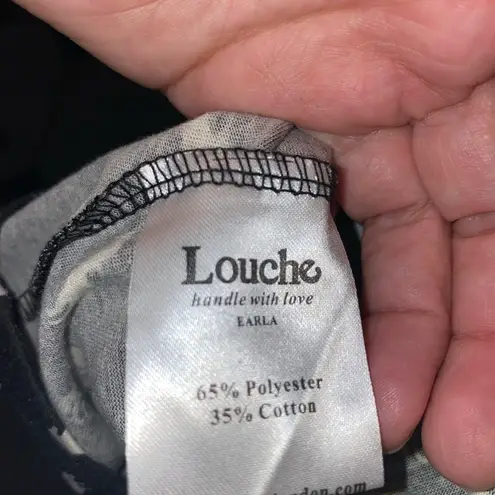 Louche
handle with love
EARLA
65% Polyester
35% Cotton